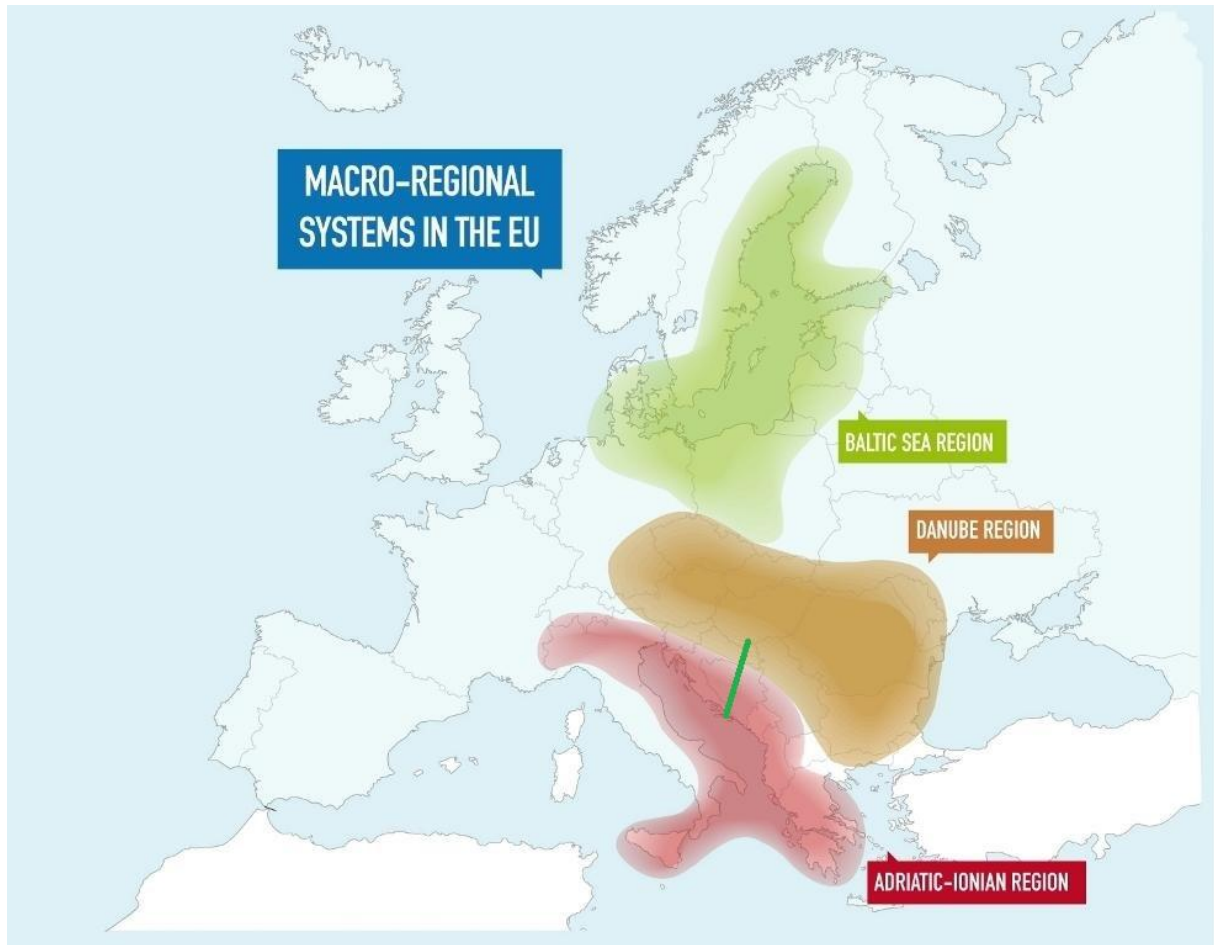 MACRO-REGIONAL
SYSTEMS IN THE EU
BALTIC SEA REGION
DANUBE REGION
ADRIATIC-IONIAN REGION